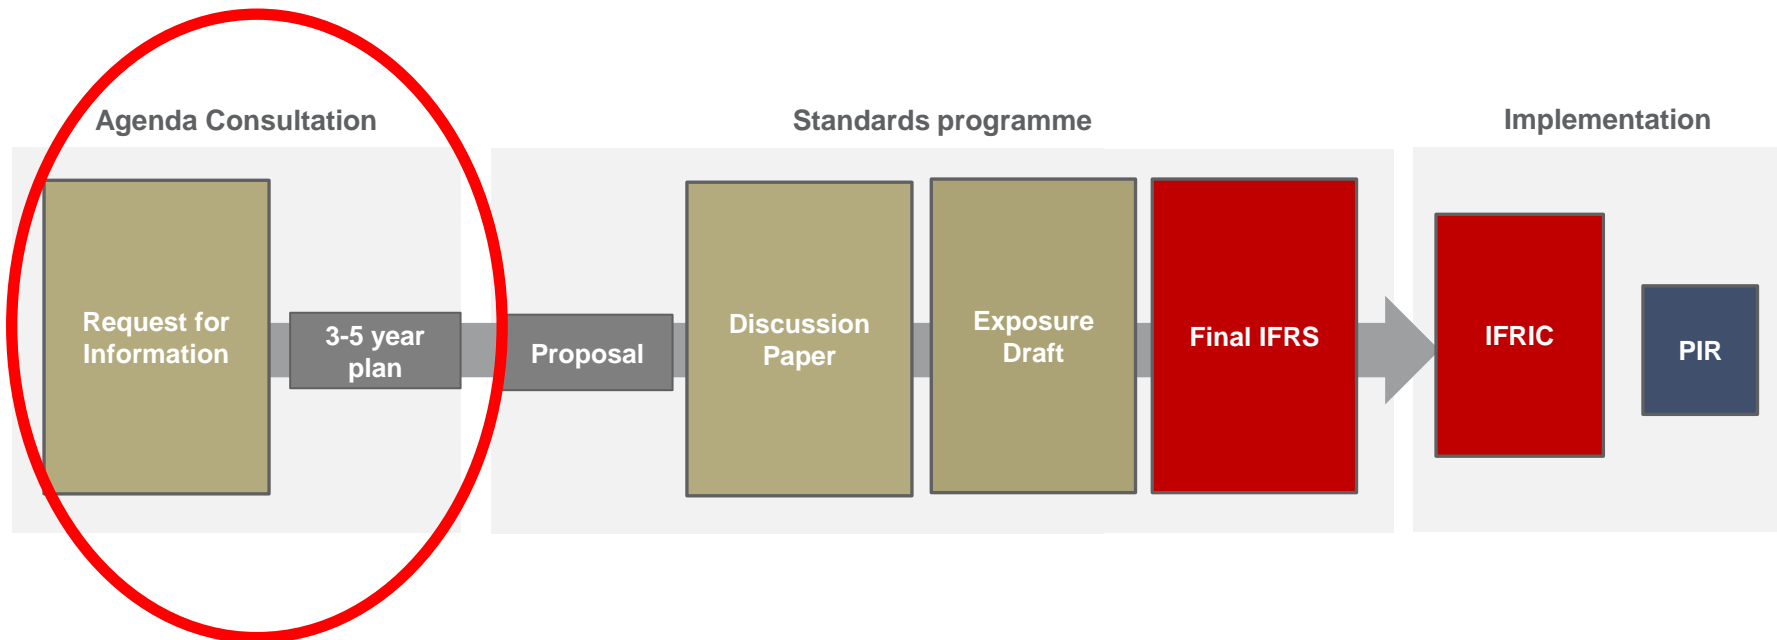 Agenda Consultation
Standards programme
Implementation
Request for
Information
3-5 year
plan
Proposal
Discussion
Paper
Exposure
Draft
Final IFRS
IFRIC
PIR